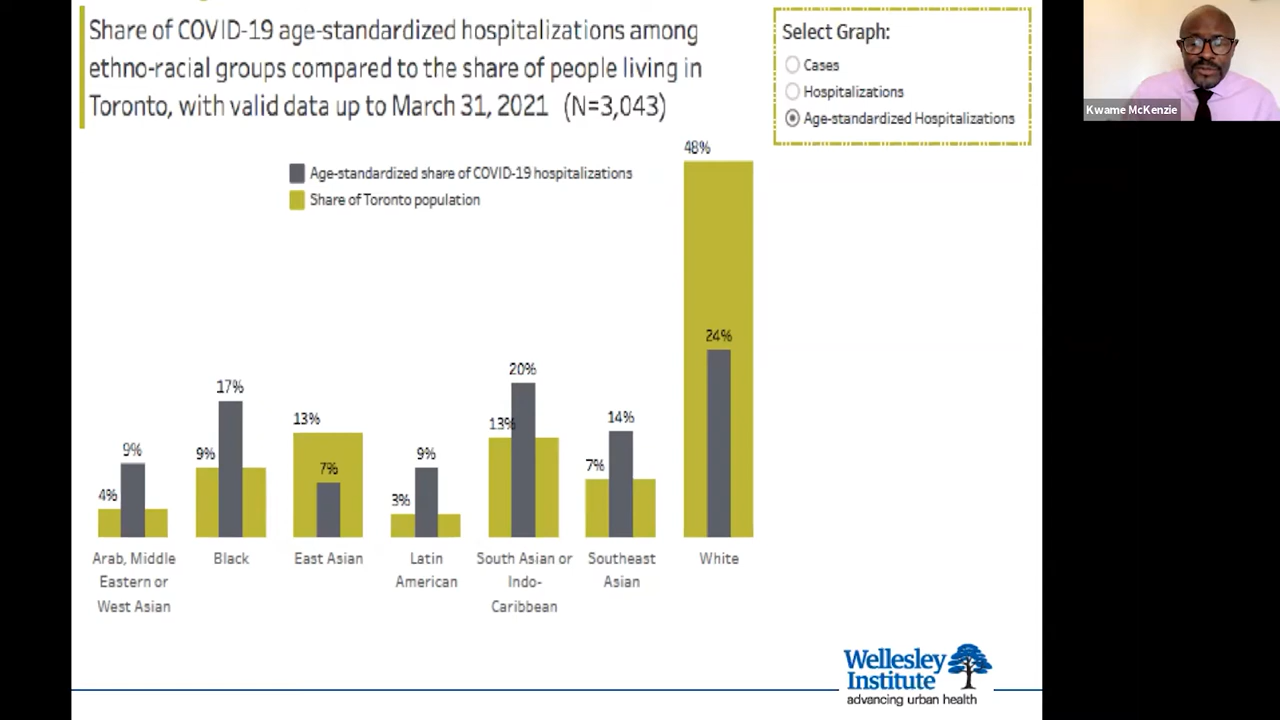 Share of COVID-19 age-standardized hospitalizations among
ethno-racial groups compared to the share of people living in
Toronto, with valid data up to March 31, 2021 (N=3,043)
Select Graph:
Cases
Hospitalizations
Age-standardized Hospitalizations
Kwame McKenzie
Age-standardized share of COVID-19 hospitalizations
Share of Toronto population
4%
9%
9%
17%
13%
7%
3%
9%
13%
20%
7%
14%
48%
24%
Arab, Middle
Eastern or
West Asian
Black
East Asian
Latin
American
South Asian or
Indo-
Caribbean
Southeast
Asian
White
Wellesley
Institute
advancing urban health